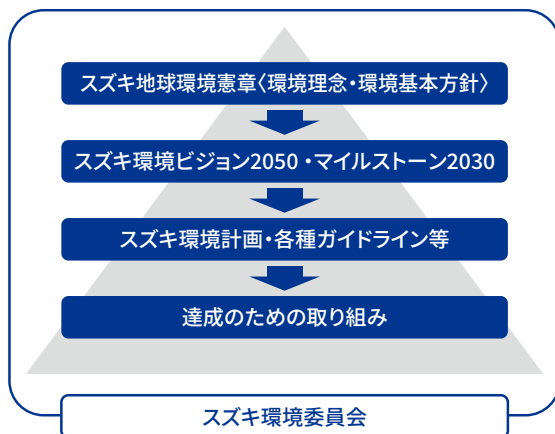 スズキ地球環境憲章〈環境理念・環境基本方針〉
スズキ環境ビジョン2050・マイルストーン2030
スズキ環境計画・各種ガイドライン等
達成のための取り組み
スズキ環境委員会